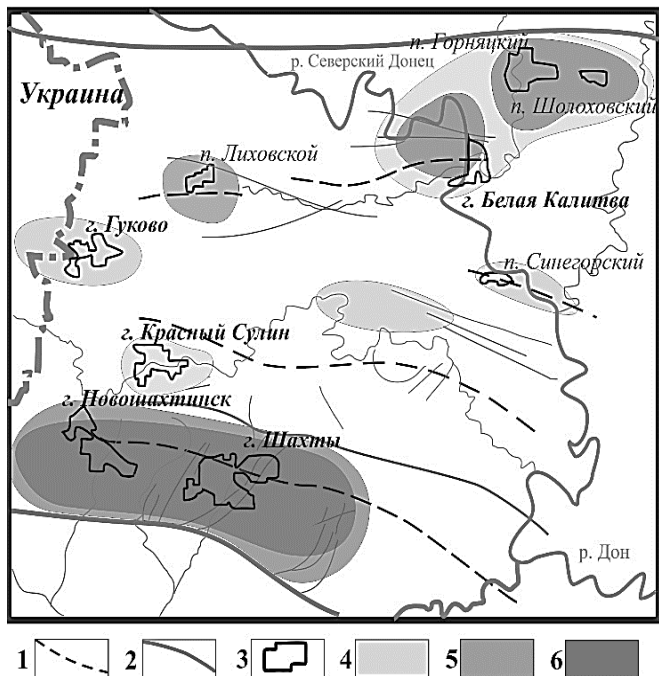 п. Горняцкий
р. Северский Донец
Украина
п. Шолоховский
п. Лиховской
г. Белая Калитва
г. Гуково
п. Синегорский
г. Красный Сулин
г. Новошахтинск
г. Шахты
р. Дон
1 2 3 4 5 6